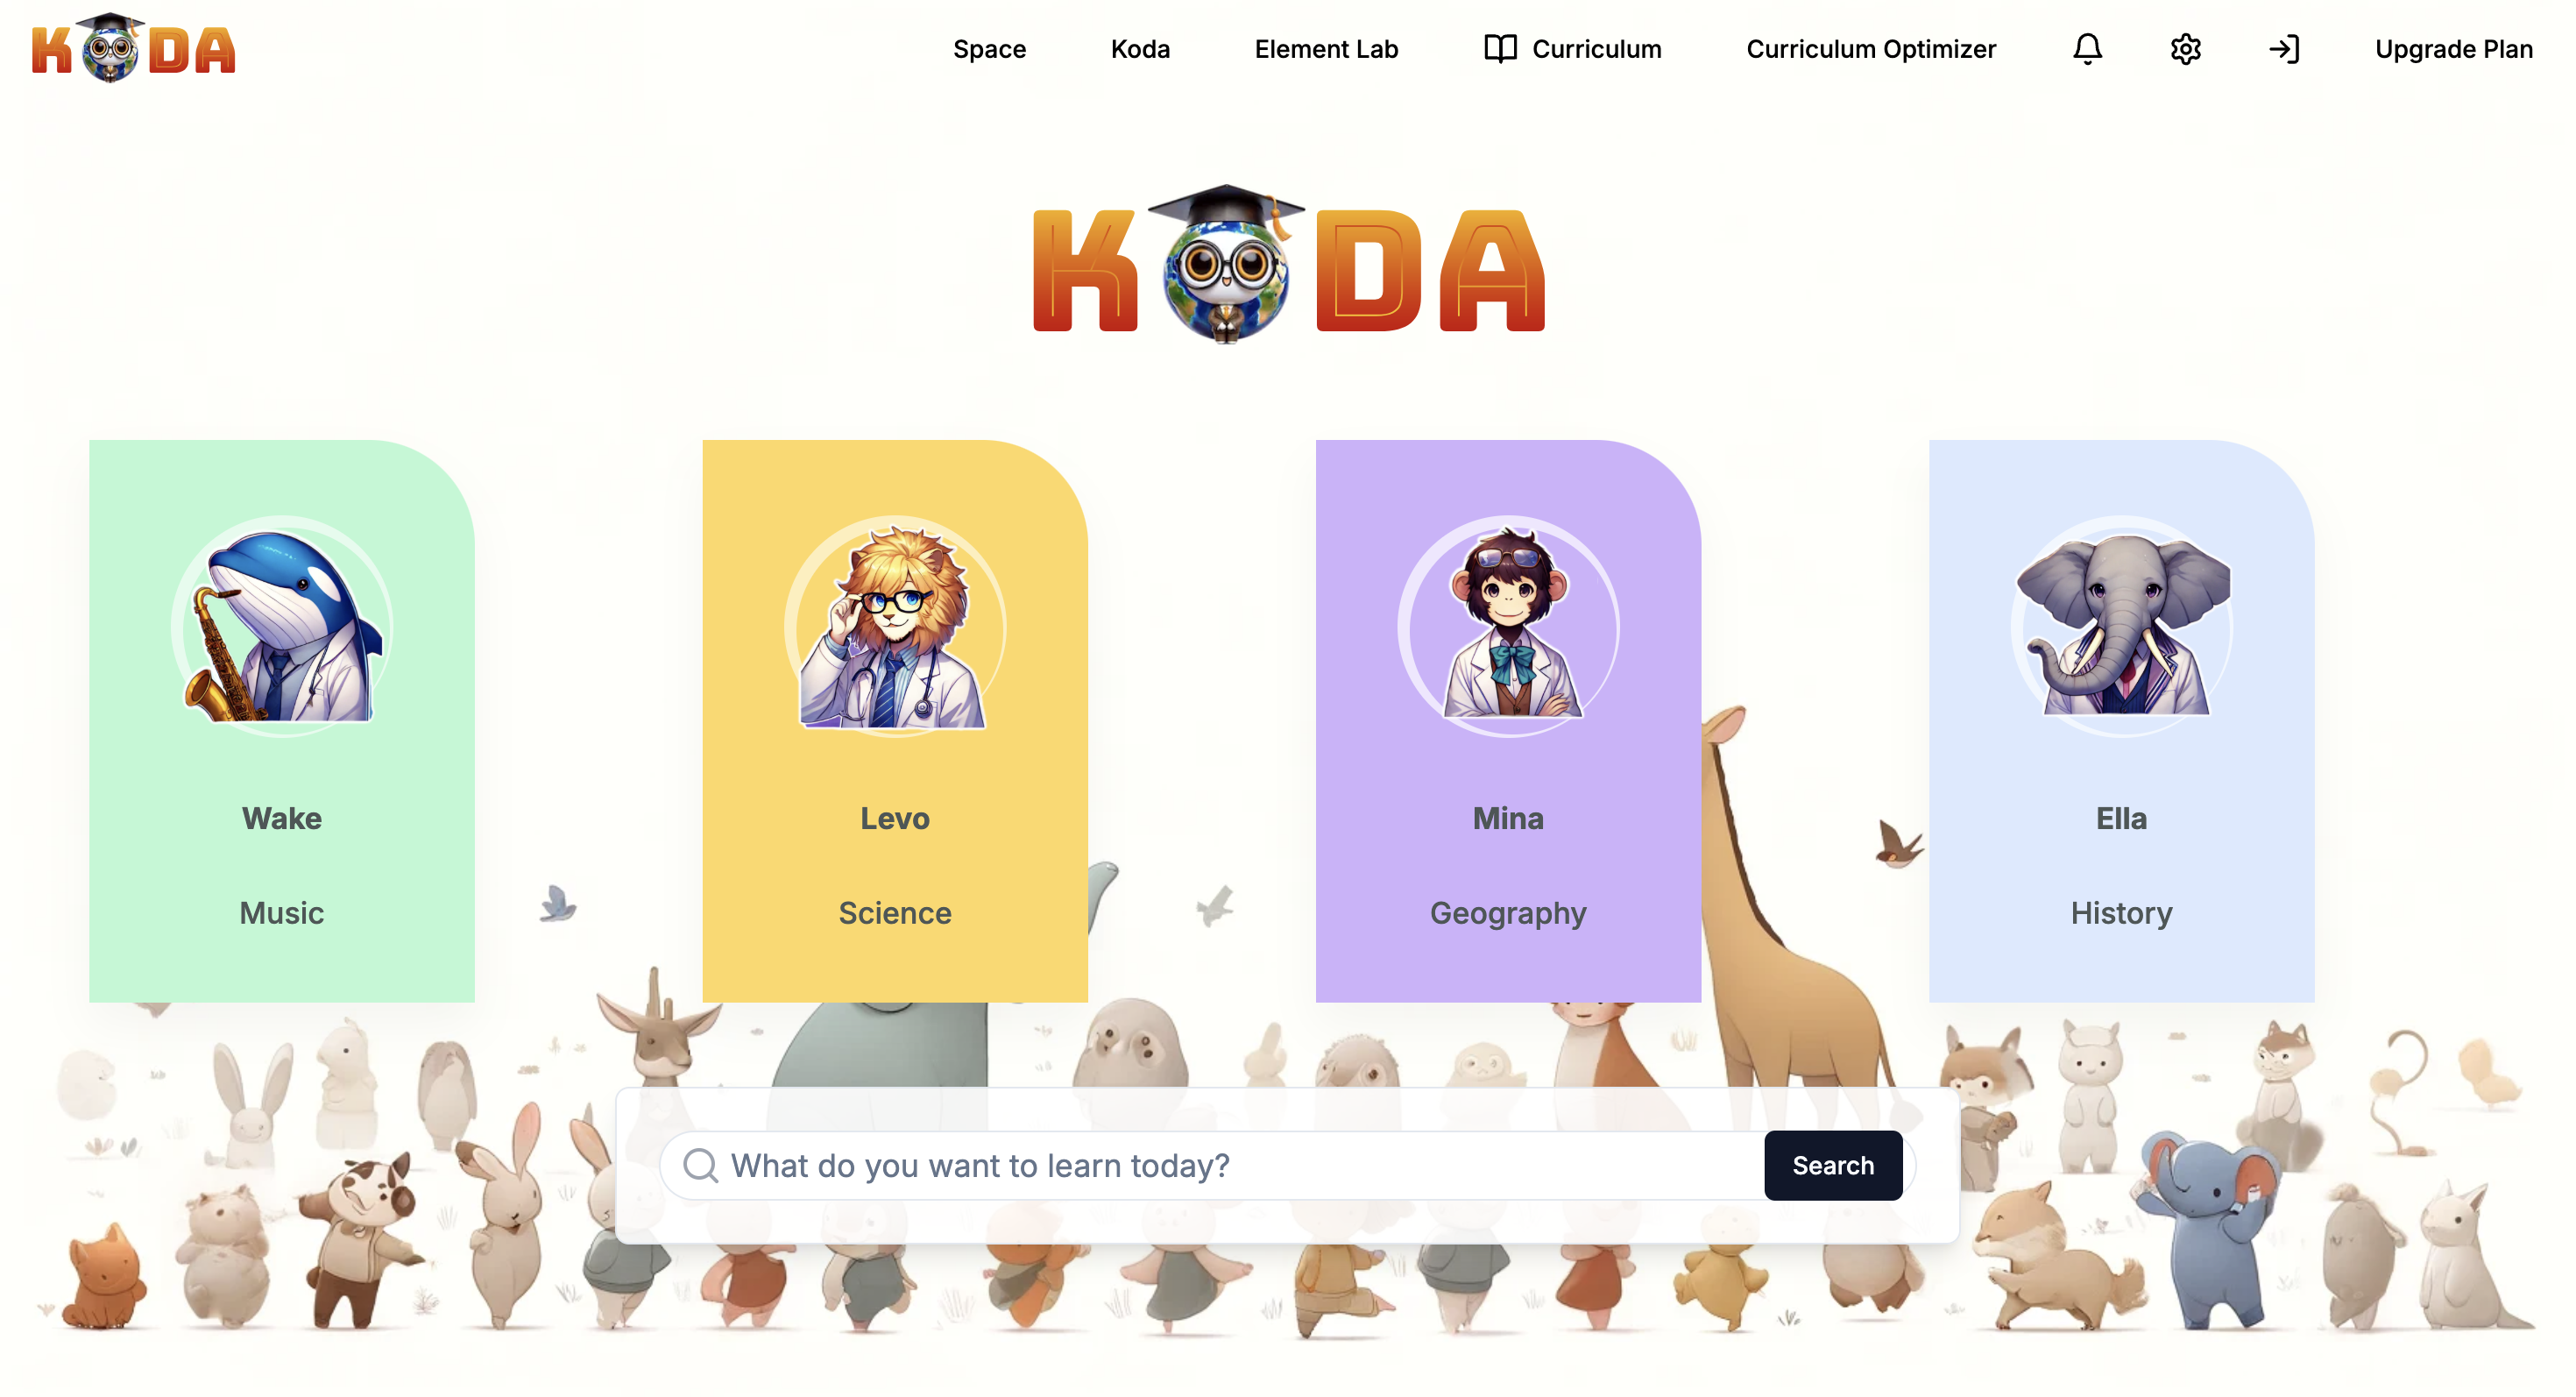 KODA
Space
Koda
Element Lab
Curriculum
Curriculum Optimizer
Upgrade Plan
KODA
Wake
Music
Levo
Science
Mina
Geography
Ella
History
What do you want to learn today?
Search